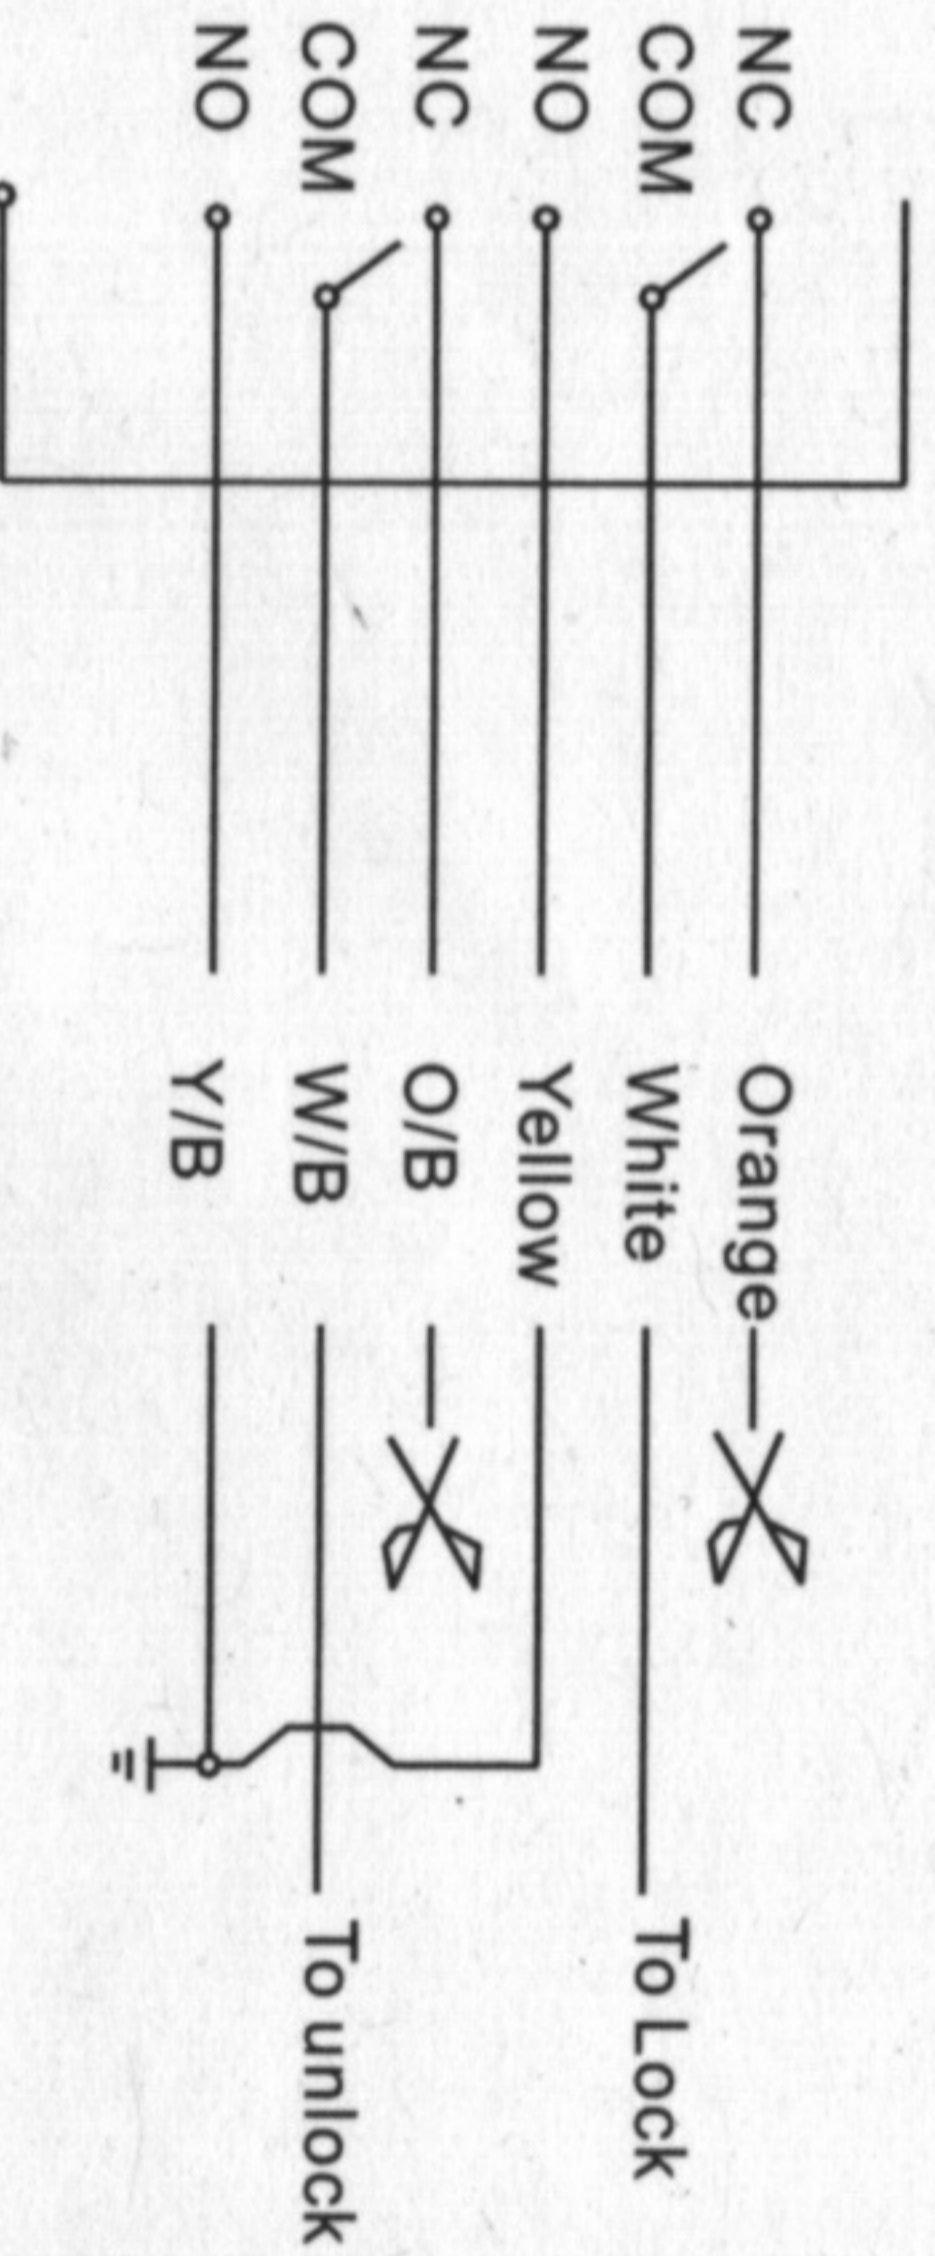 NC Orange
COM White To Lock
NO Yellow
NC O/B
COM W/B To unlock
NO Y/B